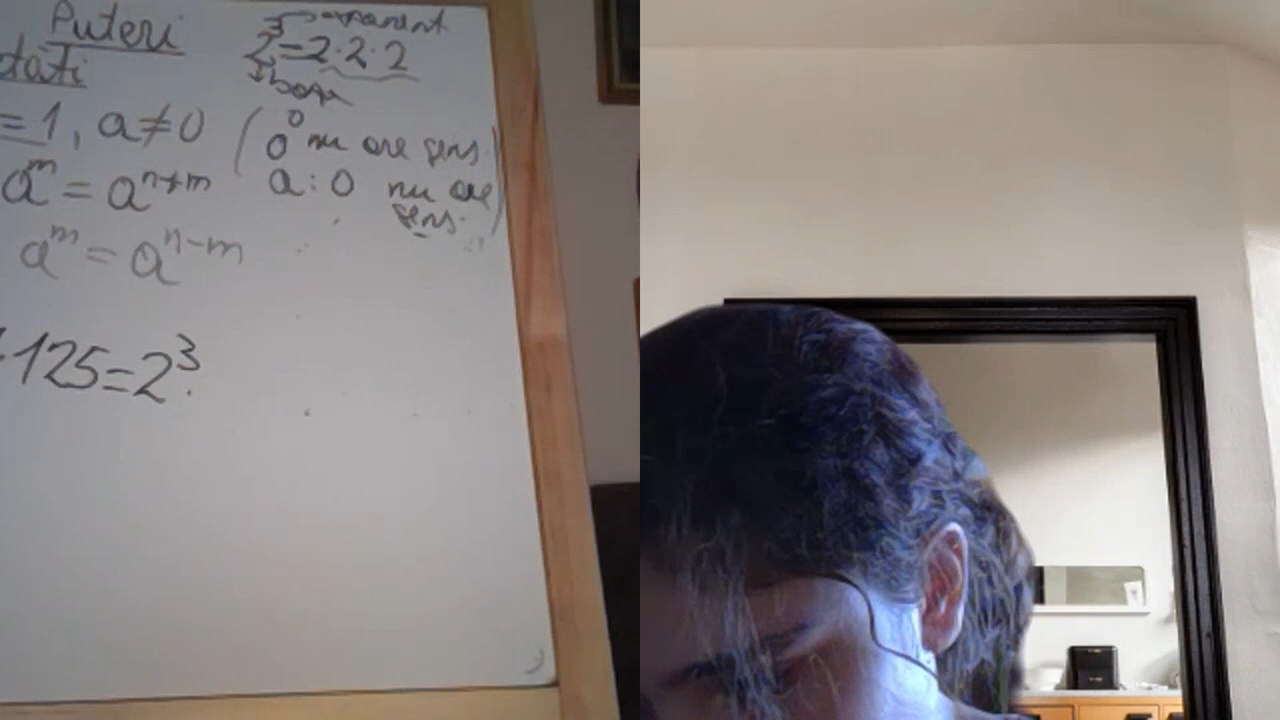 Puteri
2³=2·2·2
=1, a≠0
(0⁰ nu are sens
a:0 nu are
sens.)
aᵐ = aⁿ⁺ᵐ
aᵐ = aⁿ⁻ᵐ
·125=2³·